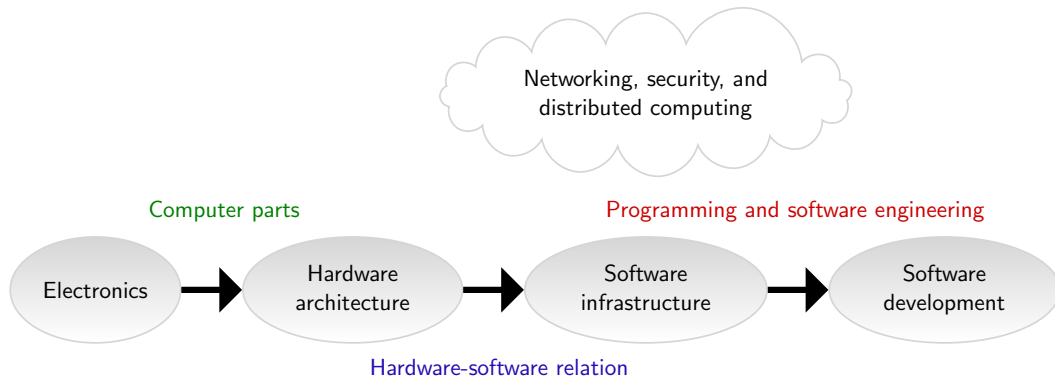 Networking, security, and
distributed computing
Computer parts
Programming and software engineering
Electronics
Hardware
architecture
Software
infrastructure
Software
development
Hardware-software relation